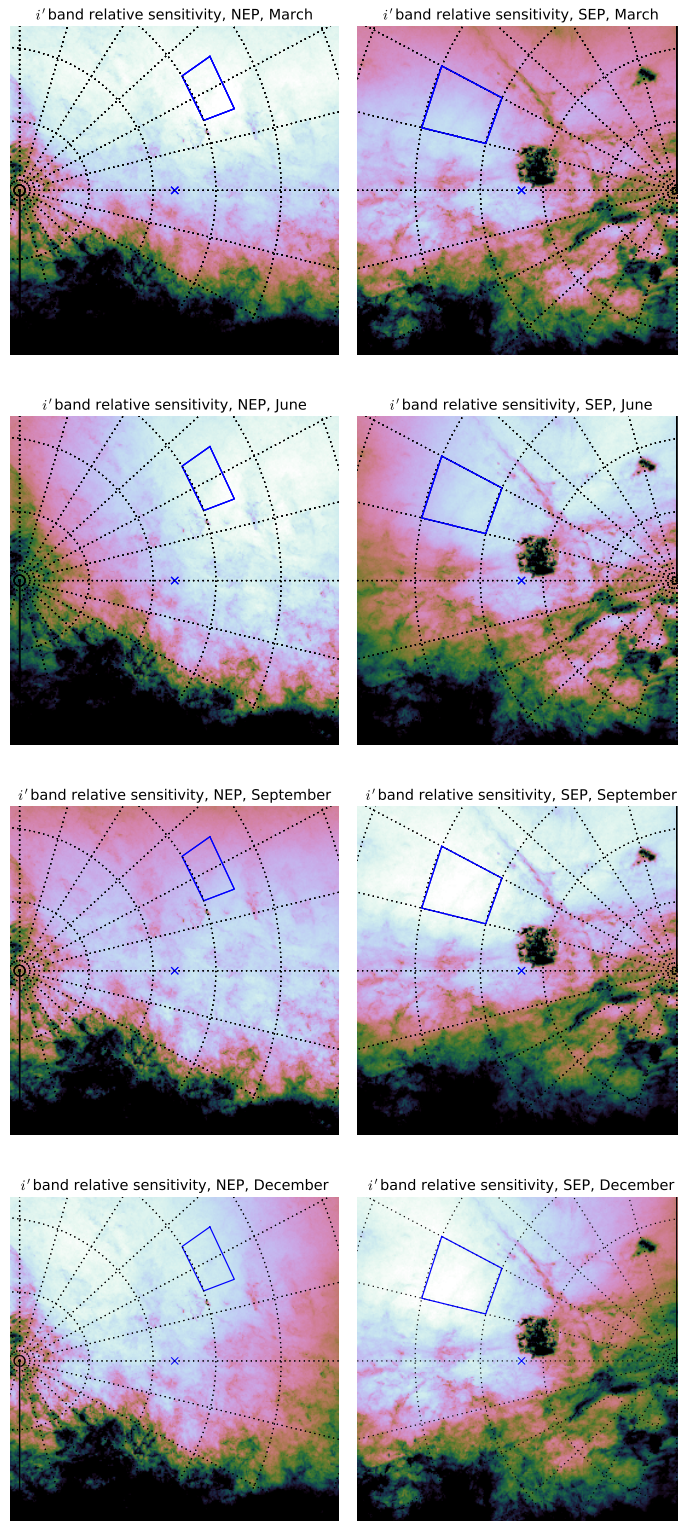 i′ band relative sensitivity, NEP, March
i′ band relative sensitivity, SEP, March
i′ band relative sensitivity, NEP, June
i′ band relative sensitivity, SEP, June
i′ band relative sensitivity, NEP, September
i′ band relative sensitivity, SEP, September
i′ band relative sensitivity, NEP, December
i′ band relative sensitivity, SEP, December